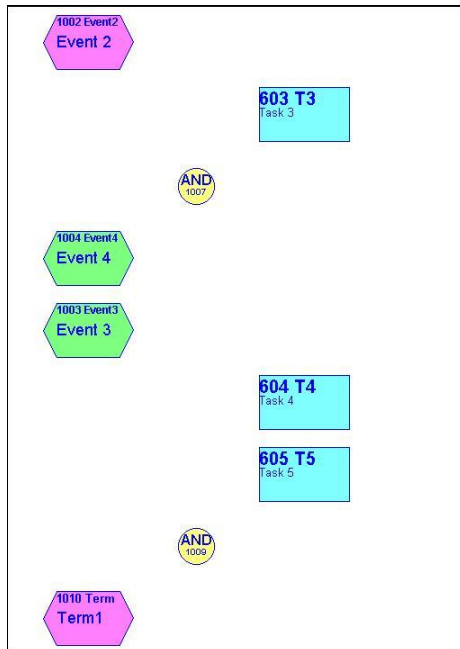 1002 Event2
Event 2
603 T3
Task 3
AND
1007
1004 Event4
Event 4
1003 Event3
Event 3
604 T4
Task 4
605 T5
Task 5
AND
1009
1010 Term
Term1